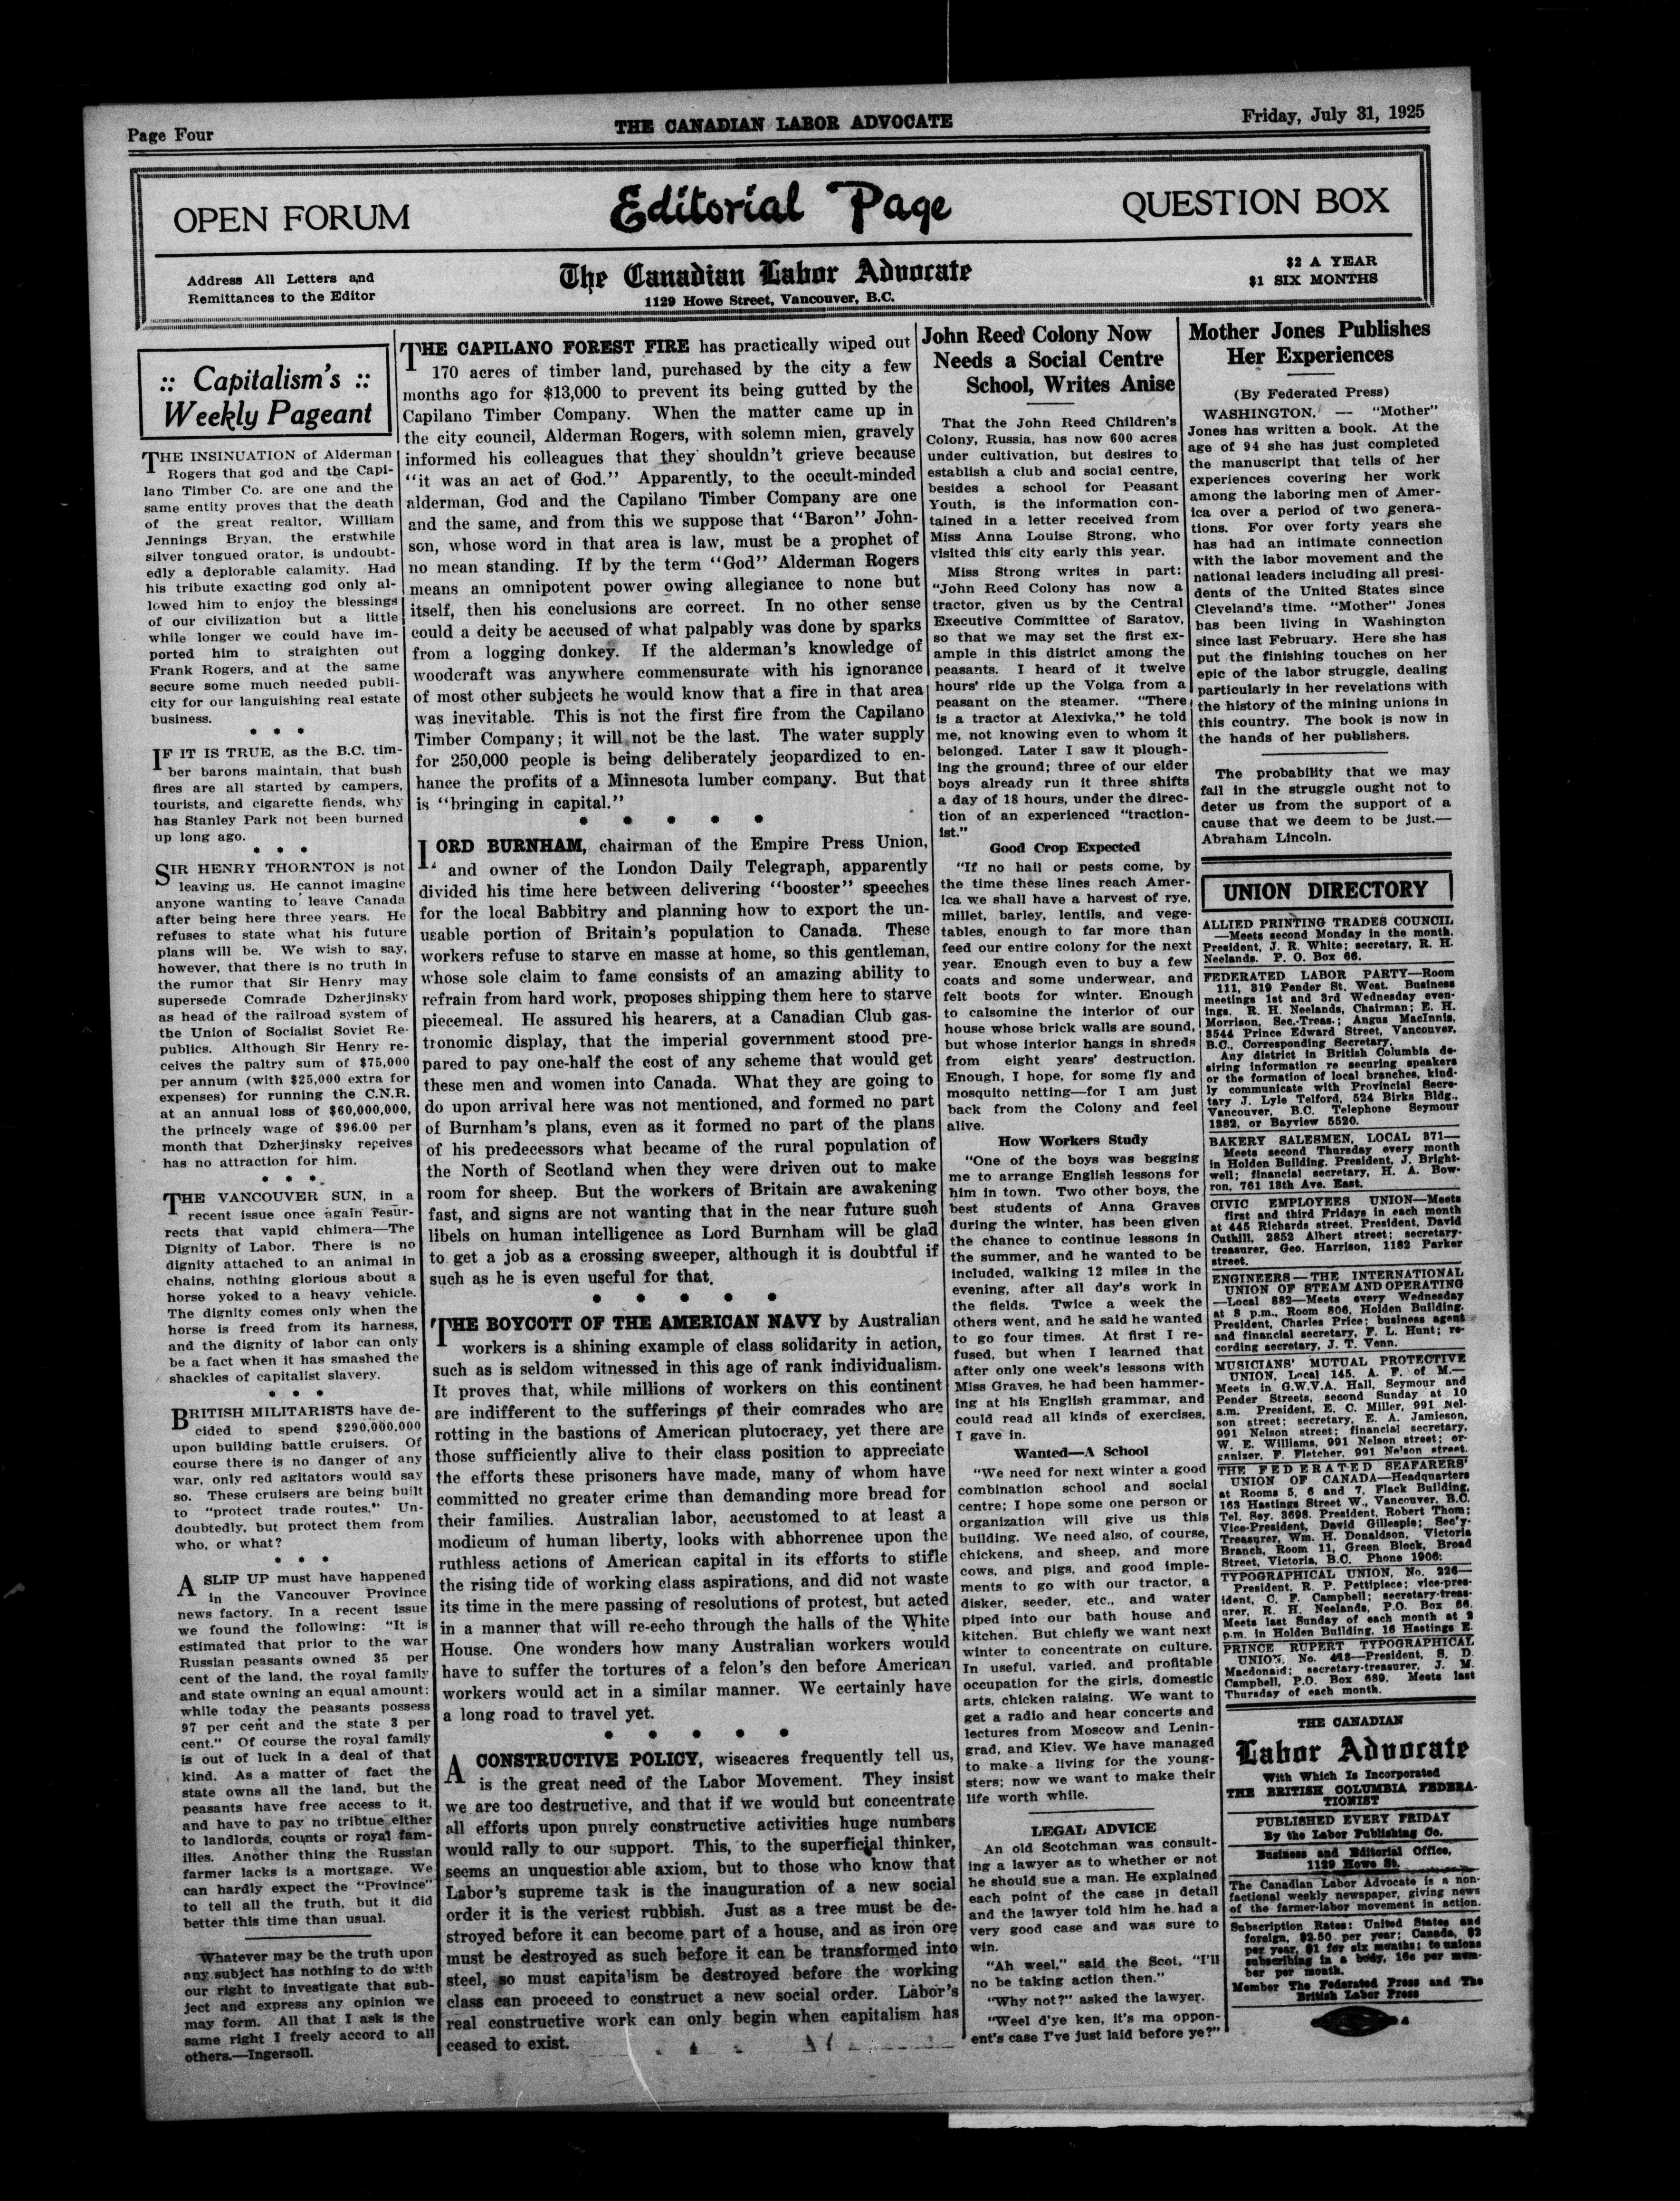 Page Four
THE CANADIAN LABOR ADVOCATE
Friday, July 31, 1925
OPEN FORUM
Editorial Page
QUESTION BOX
Address All Letters and
Remittances to the Editor
The Canadian Labor Advocate
1129 Howe Street, Vancouver, B.C.
$2 A YEAR
$1 SIX MONTHS
:: Capitalism's ::
Weekly Pageant
THE INSINUATION of Alderman
Rogers that god and the Capi-
lano Timber Co. are one and the
same entity proves that the death
of the great realtor, William
Jennings Bryan, the erstwhile
silver tongued orator, is undoubt-
edly a deplorable calamity. Had
his tribute exacting god only al-
lowed him to enjoy the blessings
of our civilization but a little
while longer we could have im-
ported him to straighten out
Frank Rogers, and at the same
secure some much needed publi-
city for our languishing real estate
business.
* * *
IF IT IS TRUE, as the B.C. tim-
ber barons maintain, that bush
fires are all started by campers,
tourists, and cigarette fiends, why
has Stanley Park not been burned
up long ago.
* * *
SIR HENRY THORNTON is not
leaving us. He cannot imagine
anyone wanting to leave Canada
after being here three years. He
refuses to state what his future
plans will be. We wish to say,
however, that there is no truth in
the rumor that Sir Henry may
supersede Comrade Dzherjinsky
as head of the railroad system of
the Union of Socialist Soviet Re-
publics. Although Sir Henry re-
ceives the paltry sum of $75,000
per annum (with $25,000 extra for
expenses) for running the C.N.R.
at an annual loss of $60,000,000,
the princely wage of $96.00 per
month that Dzherjinsky receives
has no attraction for him.
* * *
THE VANCOUVER SUN, in a
recent issue once again resur-
rects that vapid chimera—The
Dignity of Labor. There is no
dignity attached to an animal in
chains, nothing glorious about a
horse yoked to a heavy vehicle.
The dignity comes only when the
horse is freed from its harness,
and the dignity of labor can only
be a fact when it has smashed the
shackles of capitalist slavery.
* * *
BRITISH MILITARISTS have de-
cided to spend $290,000,000
upon building battle cruisers. Of
course there is no danger of any
war, only red agitators would say
so. These cruisers are being built
to "protect trade routes." Un-
doubtedly, but protect them from
who, or what?
* * *
A SLIP UP must have happened
in the Vancouver Province
news factory. In a recent issue
we found the following: "It is
estimated that prior to the war
Russian peasants owned 35 per
cent of the land, the royal family
and state owning an equal amount;
while today the peasants possess
97 per cent and the state 3 per
cent." Of course the royal family
is out of luck in a deal of that
kind. As a matter of fact the
state owns all the land, but the
peasants have free access to it,
and have to pay no tribtue either
to landlords, counts or royal fam-
ilies. Another thing the Russian
farmer lacks is a mortgage. We
can hardly expect the "Province"
to tell all the truth, but it did
better this time than usual.
Whatever may be the truth upon
any subject has nothing to do with
our right to investigate that sub-
ject and express any opinion we
may form. All that I ask is the
same right I freely accord to all
others.—Ingersoll.
THE CAPILANO FOREST FIRE has practically wiped out
170 acres of timber land, purchased by the city a few
months ago for $13,000 to prevent its being gutted by the
Capilano Timber Company. When the matter came up in
the city council, Alderman Rogers, with solemn mien, gravely
informed his colleagues that they shouldn't grieve because
"it was an act of God." Apparently, to the occult-minded
alderman, God and the Capilano Timber Company are one
and the same, and from this we suppose that "Baron" John-
son, whose word in that area is law, must be a prophet of
no mean standing. If by the term "God" Alderman Rogers
means an omnipotent power owing allegiance to none but
itself, then his conclusions are correct. In no other sense
could a deity be accused of what palpably was done by sparks
from a logging donkey. If the alderman's knowledge of
woodcraft was anywhere commensurate with his ignorance
of most other subjects he would know that a fire in that area
was inevitable. This is not the first fire from the Capilano
Timber Company; it will not be the last. The water supply
for 250,000 people is being deliberately jeopardized to en-
hance the profits of a Minnesota lumber company. But that
is "bringing in capital."
* * * * *
LORD BURNHAM, chairman of the Empire Press Union,
and owner of the London Daily Telegraph, apparently
divided his time here between delivering "booster" speeches
for the local Babbitry and planning how to export the un-
usable portion of Britain's population to Canada. These
workers refuse to starve en masse at home, so this gentleman,
whose sole claim to fame consists of an amazing ability to
refrain from hard work, proposes shipping them here to starve
piecemeal. He assured his hearers, at a Canadian Club gas-
tronomic display, that the imperial government stood pre-
pared to pay one-half the cost of any scheme that would get
these men and women into Canada. What they are going to
do upon arrival here was not mentioned, and formed no part
of Burnham's plans, even as it formed no part of the plans
of his predecessors what became of the rural population of
the North of Scotland when they were driven out to make
room for sheep. But the workers of Britain are awakening
fast, and signs are not wanting that in the near future such
libels on human intelligence as Lord Burnham will be glad
to get a job as a crossing sweeper, although it is doubtful if
such as he is even useful for that.
* * * * *
THE BOYCOTT OF THE AMERICAN NAVY by Australian
workers is a shining example of class solidarity in action,
such as is seldom witnessed in this age of rank individualism.
It proves that, while millions of workers on this continent
are indifferent to the sufferings of their comrades who are
rotting in the bastions of American plutocracy, yet there are
those sufficiently alive to their class position to appreciate
the efforts these prisoners have made, many of whom have
committed no greater crime than demanding more bread for
their families. Australian labor, accustomed to at least a
modicum of human liberty, looks with abhorrence upon the
ruthless actions of American capital in its efforts to stifle
the rising tide of working class aspirations, and did not waste
its time in the mere passing of resolutions of protest, but acted
in a manner that will re-echo through the halls of the White
House. One wonders how many Australian workers would
have to suffer the tortures of a felon's den before American
workers would act in a similar manner. We certainly have
a long road to travel yet.
* * * * *
A CONSTRUCTIVE POLICY, wiseacres frequently tell us,
is the great need of the Labor Movement. They insist
we are too destructive, and that if we would but concentrate
all efforts upon purely constructive activities huge numbers
would rally to our support. This, to the superficial thinker,
seems an unquestionable axiom, but to those who know that
Labor's supreme task is the inauguration of a new social
order it is the veriest rubbish. Just as a tree must be de-
stroyed before it can become part of a house, and as iron ore
must be destroyed as such before it can be transformed into
steel, so must capitalism be destroyed before the working
class can proceed to construct a new social order. Labor's
real constructive work can only begin when capitalism has
ceased to exist.
John Reed Colony Now
Needs a Social Centre
School, Writes Anise
That the John Reed Children's
Colony, Russia, has now 600 acres
under cultivation, but desires to
establish a club and social centre,
besides a school for Peasant
Youth, is the information con-
tained in a letter received from
Miss Anna Louise Strong, who
visited this city early this year.
Miss Strong writes in part:
"John Reed Colony has now a
tractor, given us by the Central
Executive Committee of Saratov,
so that we may set the first ex-
ample in this district among the
peasants. I heard of it twelve
hours' ride up the Volga from a
peasant on the steamer. "There
is a tractor at Alexivka," he told
me, not knowing even to whom it
belonged. Later I saw it plough-
ing the ground; three of our elder
boys already run it three shifts
a day of 18 hours, under the direc-
tion of an experienced "traction-
ist."
Good Crop Expected
"If no hail or pests come, by
the time these lines reach Amer-
ica we shall have a harvest of rye,
millet, barley, lentils, and vege-
tables, enough to far more than
feed our entire colony for the next
year. Enough even to buy a few
coats and some underwear, and
felt boots for winter. Enough
to calsomine the interior of our
house whose brick walls are sound,
but whose interior hangs in shreds
from eight years' destruction.
Enough, I hope, for some fly and
mosquito netting—for I am just
back from the Colony and feel
alive.
How Workers Study
"One of the boys was begging
me to arrange English lessons for
him in town. Two other boys, the
best students of Anna Graves
during the winter, has been given
the chance to continue lessons in
the summer, and he wanted to be
included, walking 12 miles in the
evening, after all day's work in
the fields. Twice a week the
others went, and he said he wanted
to go four times. At first I re-
fused, but when I learned that
after only one week's lessons with
Miss Graves, he had been hammer-
ing at his English grammar, and
could read all kinds of exercises,
I gave in.
Wanted—A School
"We need for next winter a good
combination school and social
centre; I hope some one person or
organization will give us this
building. We need also, of course,
chickens, and sheep, and more
cows, and pigs, and good imple-
ments to go with our tractor, a
disker, seeder, etc., and water
piped into our bath house and
kitchen. But chiefly we want next
winter to concentrate on culture.
In useful, varied, and profitable
occupation for the girls, domestic
arts, chicken raising. We want to
get a radio and hear concerts and
lectures from Moscow and Lenin-
grad, and Kiev. We have managed
to make a living for the young-
sters; now we want to make their
life worth while.
LEGAL ADVICE
An old Scotchman was consult-
ing a lawyer as to whether or not
he should sue a man. He explained
each point of the case in detail
and the lawyer told him he had a
very good case and was sure to
win.
"Ah weel," said the Scot, "I'll
no be taking action then."
"Why not?" asked the lawyer.
"Weel d'ye ken, it's ma oppon-
ent's case I've just laid before ye?"
Mother Jones Publishes
Her Experiences
(By Federated Press)
WASHINGTON. — "Mother"
Jones has written a book. At the
age of 94 she has just completed
the manuscript that tells of her
experiences covering her work
among the laboring men of Amer-
ica over a period of two genera-
tions. For over forty years she
has had an intimate connection
with the labor movement and the
national leaders including all presi-
dents of the United States since
Cleveland's time. "Mother" Jones
has been living in Washington
since last February. Here she has
put the finishing touches on her
epic of the labor struggle, dealing
particularly in her revelations with
the history of the mining unions in
this country. The book is now in
the hands of her publishers.
The probability that we may
fail in the struggle ought not to
deter us from the support of a
cause that we deem to be just.—
Abraham Lincoln.
UNION DIRECTORY
ALLIED PRINTING TRADES COUNCIL
—Meets second Monday in the month.
President, J. R. White; secretary, R. H.
Neelands. P. O. Box 66.
FEDERATED LABOR PARTY—Room
111, 319 Pender St. West. Business
meetings 1st and 3rd Wednesday even-
ings. R. H. Neelands, Chairman; E. H.
Morrison, Sec.-Treas.; Angus MacInnis,
3544 Prince Edward Street, Vancouver,
B.C., Corresponding Secretary.
Any district in British Columbia de-
siring information re securing speakers
or the formation of local branches, kind-
ly communicate with Provincial Secre-
tary J. Lyle Telford, 524 Birks Bldg.,
Vancouver, B.C. Telephone Seymour
1382, or Bayview 5520.
BAKERY SALESMEN, LOCAL 371—
Meets second Thursday every month
in Holden Building. President, J. Bright-
well; financial secretary, H. A. Bow-
ron, 761 18th Ave. East.
CIVIC EMPLOYEES UNION—Meets
first and third Fridays in each month
at 445 Richards street. President, David
Cuthill, 2852 Albert street; secretary-
treasurer, Geo. Harrison, 1182 Parker
street.
ENGINEERS—THE INTERNATIONAL
UNION OF STEAM AND OPERATING
—Local 882—Meets every Wednesday
at 8 p.m., Room 806, Holden Building.
President, Charles Price; business agent
and financial secretary, F. L. Hunt; re-
cording secretary, J. T. Venn.
MUSICIANS' MUTUAL PROTECTIVE
UNION, Local 145, A. F. of M.—
Meets in G.W.V.A. Hall, Seymour and
Pender Streets, second Sunday at 10
a.m. President, E. C. Miller, 991 Nel-
son street; secretary, E. A. Jamieson,
991 Nelson street; financial secretary,
W. E. Williams, 991 Nelson street; or-
ganizer, F. Fletcher, 991 Nelson street.
THE FEDERATED SEAFARERS'
UNION OF CANADA—Headquarters
at Rooms 5, 6 and 7, Flack Building,
163 Hastings Street W., Vancouver, B.C.
Tel. Sey. 3698. President, Robert Thom;
Vice-President, David Gillespie; Sec'y-
Treasurer, Wm. H. Donaldson. Victoria
Branch, Room 11, Green Block, Broad
Street, Victoria, B.C. Phone 1906.
TYPOGRAPHICAL UNION, No. 226—
President, R. P. Pettipiece; vice-pres-
ident, C. F. Campbell; secretary-treas-
urer, R. H. Neelands, P.O. Box 66.
Meets last Sunday of each month at 2
p.m. in Holden Building, 16 Hastings E.
PRINCE RUPERT TYPOGRAPHICAL
UNION, No. 413—President, S. D.
Macdonald; secretary-treasurer, J. M.
Campbell, P.O. Box 689. Meets last
Thursday of each month.
THE CANADIAN
Labor Advocate
With Which Is Incorporated
THE BRITISH COLUMBIA FEDERA-
TIONIST
PUBLISHED EVERY FRIDAY
By the Labor Publishing Co.
Business and Editorial Office,
1129 Howe St.
The Canadian Labor Advocate is a non-
factional weekly newspaper, giving news
of the farmer-labor movement in action.
Subscription Rates: United States and
foreign, $2.50 per year; Canada, $2
per year, $1 for six months; to unions
subscribing in a body, 16c per mem-
ber per month.
Member The Federated Press and The
British Labor Press